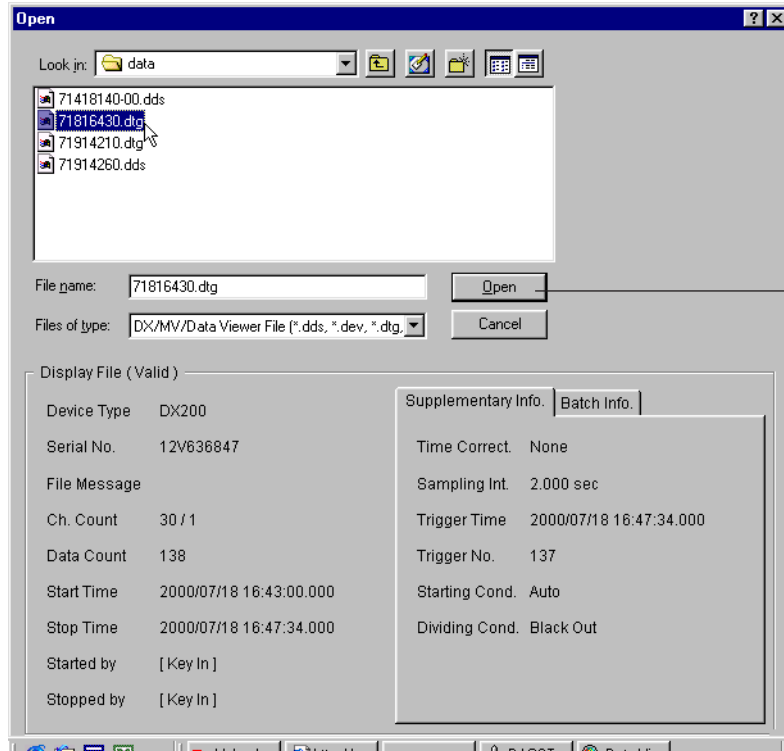 Open
Look in: data
71418140-00.dds
71816430.dtg
71914210.dtg
71914260.dds
File name: 71816430.dtg Open
Files of type: DX/MV/Data Viewer File (*.dds, *.dev, *.dtg, Cancel
Display File ( Valid )
Device Type DX200
Serial No. 12V636847
File Message
Ch. Count 30 / 1
Data Count 138
Start Time 2000/07/18 16:43:00.000
Stop Time 2000/07/18 16:47:34.000
Started by [ Key In ]
Stopped by [ Key In ]
Supplementary Info. Batch Info.
Time Correct. None
Sampling Int. 2.000 sec
Trigger Time 2000/07/18 16:47:34.000
Trigger No. 137
Starting Cond. Auto
Dividing Cond. Black Out